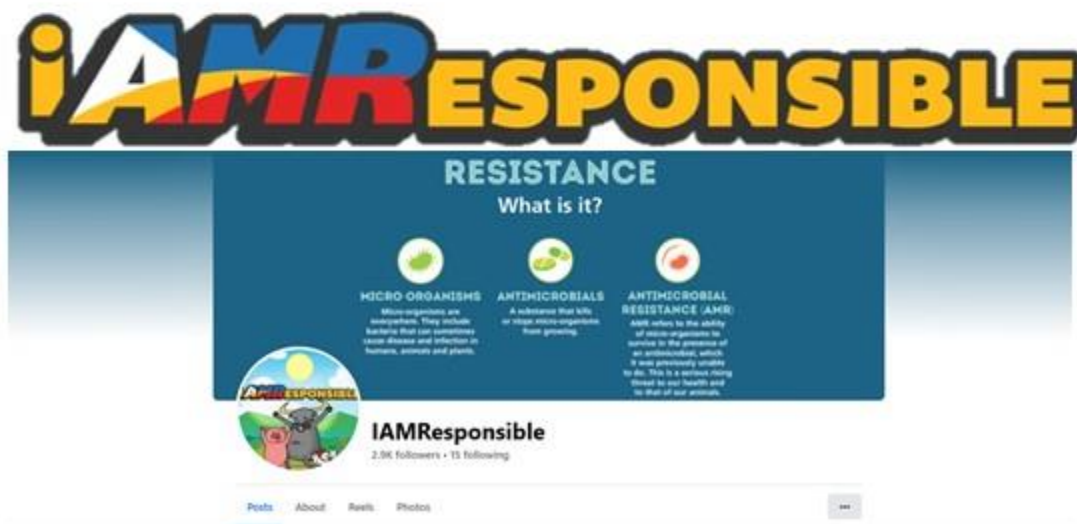 iAMRESPONSIBLE
RESISTANCE
What is it?
MICRO ORGANISMS
Micro-organisms are
everywhere. They include
bacteria that can sometimes
cause disease and infection in
humans, animals and plants.
ANTIMICROBIALS
A substance that kills
or stops micro-organisms
from growing.
ANTIMICROBIAL
RESISTANCE (AMR)
AMR refers to the ability
of micro-organisms to
survive in the presence of
an antimicrobial, which
it was previously unable
to do. This is a serious rising
threat to our health and
to that of our animals.
iAMRESPONSIBLE
IAMResponsible
2.9K followers • 15 following
Posts About Reels Photos